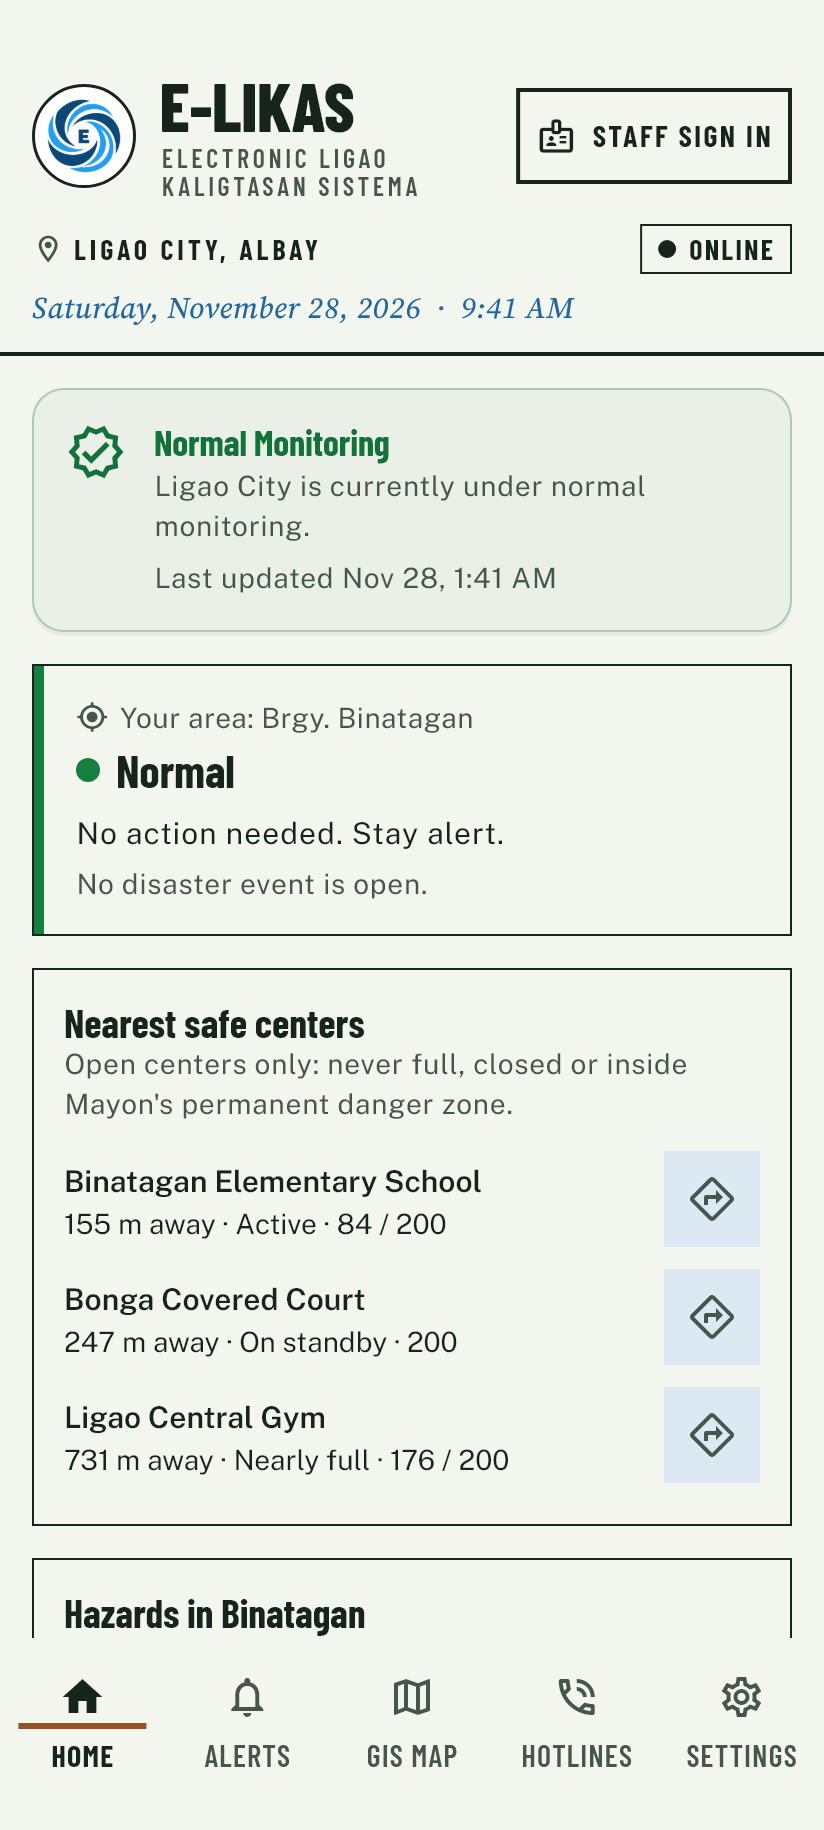 E
E-LIKAS
ELECTRONIC LIGAO
KALIGTASAN SISTEMA
STAFF SIGN IN
LIGAO CITY, ALBAY
ONLINE
Saturday, November 28, 2026 · 9:41 AM
Normal Monitoring
Ligao City is currently under normal
monitoring.
Last updated Nov 28, 1:41 AM
Your area: Brgy. Binatagan
Normal
No action needed. Stay alert.
No disaster event is open.
Nearest safe centers
Open centers only: never full, closed or inside
Mayon's permanent danger zone.
Binatagan Elementary School
155 m away · Active · 84 / 200
Bonga Covered Court
247 m away · On standby · 200
Ligao Central Gym
731 m away · Nearly full · 176 / 200
Hazards in Binatagan
HOME
ALERTS
GIS MAP
HOTLINES
SETTINGS